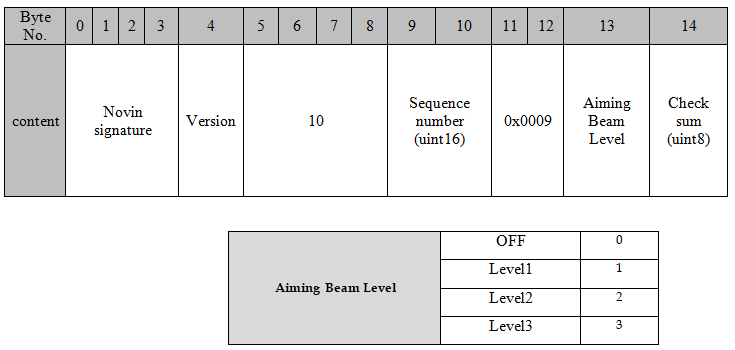 Byte No. 0 1 2 3 4 5 6 7 8 9 10 11 12 13 14
content Novin signature Version 10 Sequence number (uint16) 0x0009 Aiming Beam Level Check sum (uint8)
Aiming Beam Level
OFF 0
Level1 1
Level2 2
Level3 3